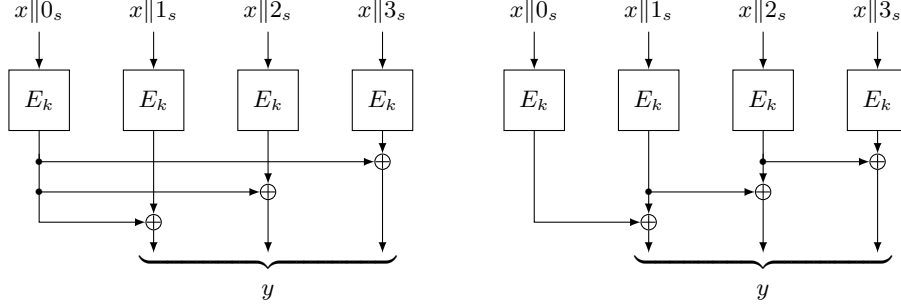 x∥0ₛ x∥1ₛ x∥2ₛ x∥3ₛ x∥0ₛ x∥1ₛ x∥2ₛ x∥3ₛ
Eₖ Eₖ Eₖ Eₖ Eₖ Eₖ Eₖ Eₖ
y y